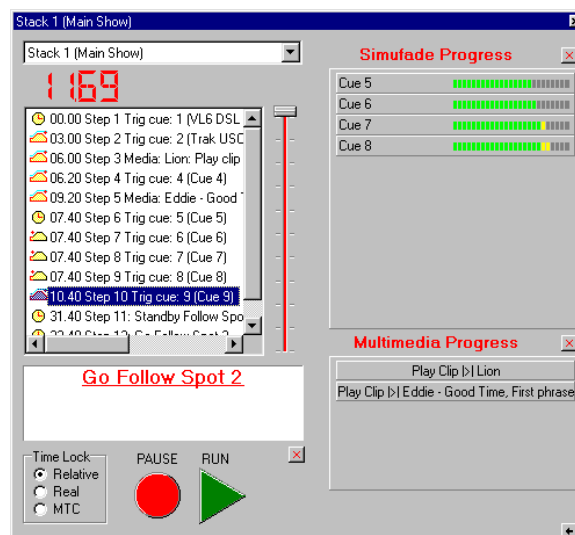 Stack 1 (Main Show)
Stack 1 (Main Show)
11.69
00.00 Step 1 Trig cue: 1 (VL6 DSL
03.00 Step 2 Trig cue: 2 (Trak USC
06.00 Step 3 Media: Lion: Play clip
06.20 Step 4 Trig cue: 4 (Cue 4)
09.20 Step 5 Media: Eddie - Good
07.40 Step 6 Trig cue: 5 (Cue 5)
07.40 Step 7 Trig cue: 6 (Cue 6)
07.40 Step 8 Trig cue: 7 (Cue 7)
07.40 Step 9 Trig cue: 8 (Cue 8)
10.40 Step 10 Trig cue: 9 (Cue 9)
31.40 Step 11: Standby Follow Spo
Go Follow Spot 2
Time Lock
Relative
Real
MTC
PAUSE
RUN
Simufade Progress
Cue 5
Cue 6
Cue 7
Cue 8
Multimedia Progress
Play Clip |>| Lion
Play Clip |>| Eddie - Good Time, First phrase